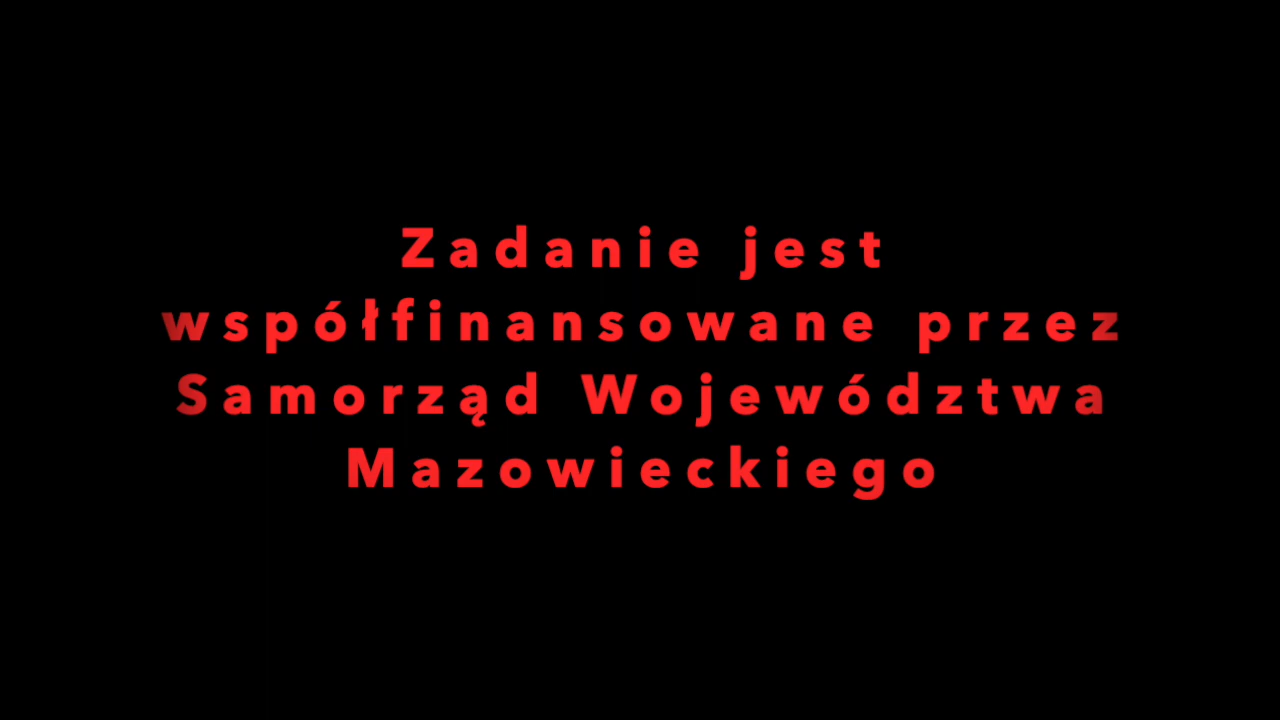 Zadanie jest
współfinansowane przez
Samorząd Województwa
Mazowieckiego